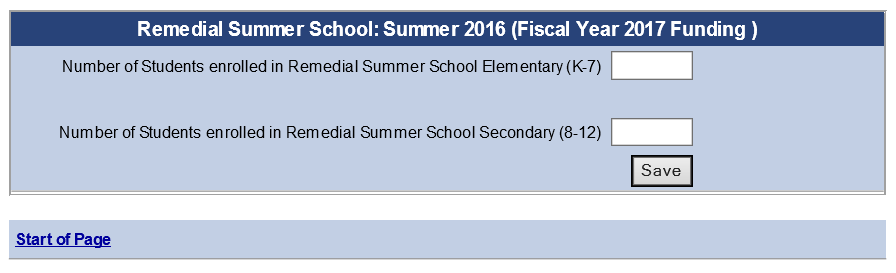 Remedial Summer School: Summer 2016 (Fiscal Year 2017 Funding )
Number of Students enrolled in Remedial Summer School Elementary (K-7)
Number of Students enrolled in Remedial Summer School Secondary (8-12)
Save
Start of Page